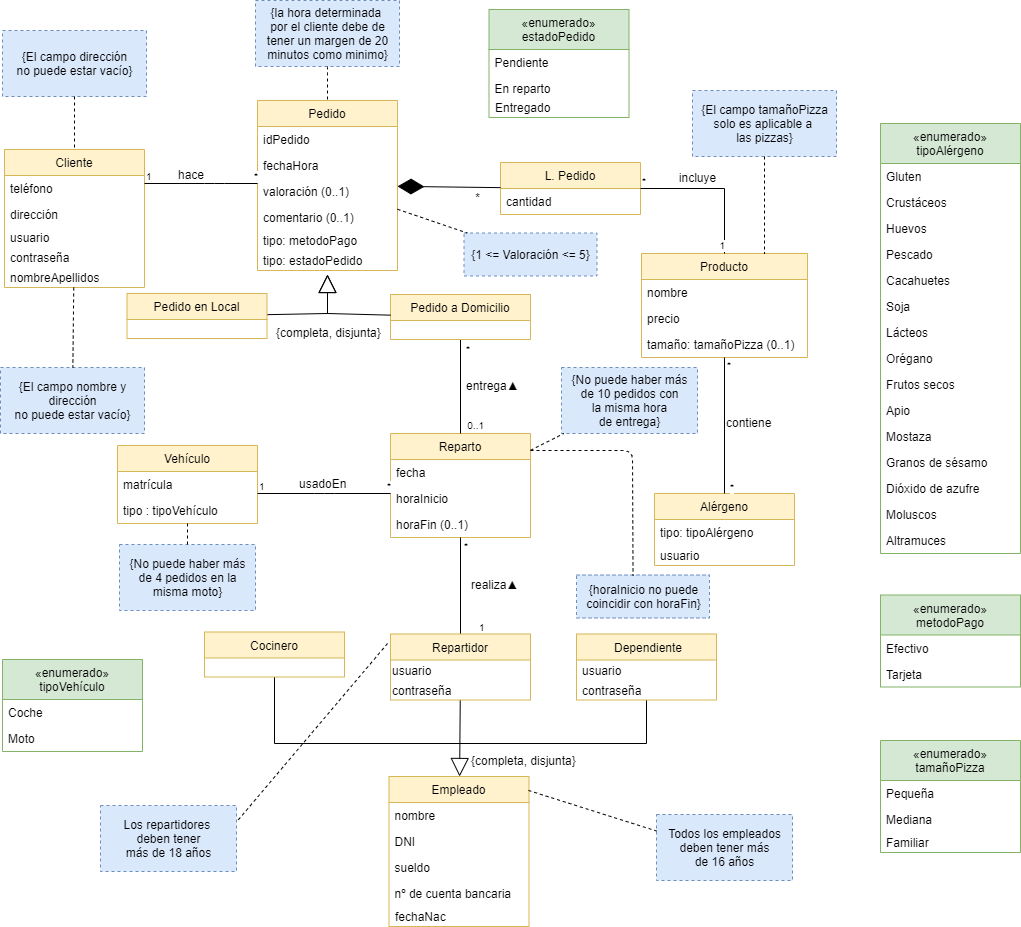 {la hora determinada
por el cliente debe de
tener un margen de 20
minutos como minimo}
«enumerado»
estadoPedido
Pendiente
En reparto
Entregado
{El campo dirección
no puede estar vacío}
Pedido
idPedido
fechaHora
valoración (0..1)
comentario (0..1)
tipo: metodoPago
tipo: estadoPedido
{El campo tamañoPizza
solo es aplicable a
las pizzas}
«enumerado»
tipoAlérgeno
Gluten
Crustáceos
Huevos
Pescado
Cacahuetes
Soja
Lácteos
Orégano
Frutos secos
Apio
Mostaza
Granos de sésamo
Dióxido de azufre
Moluscos
Altramuces
Cliente
teléfono
dirección
usuario
contraseña
nombreApellidos
1
hace
*
L. Pedido
cantidad
*
*
incluye
1
{1 <= Valoración <= 5}
Producto
nombre
precio
tamaño: tamañoPizza (0..1)
Pedido en Local
Pedido a Domicilio
{completa, disjunta}
*
entrega▲
0..1
{El campo nombre y
dirección
no puede estar vacío}
{No puede haber más
de 10 pedidos con
la misma hora
de entrega}
*
contiene
*
Reparto
fecha
horaInicio
horaFin (0..1)
Vehículo
matrícula
tipo : tipoVehículo
1
usadoEn
*
Alérgeno
tipo: tipoAlérgeno
usuario
{No puede haber más
de 4 pedidos en la
misma moto}
*
realiza▲
1
{horaInicio no puede
coincidir con horaFin}
«enumerado»
metodoPago
Efectivo
Tarjeta
Cocinero
Repartidor
usuario
contraseña
Dependiente
usuario
contraseña
«enumerado»
tipoVehículo
Coche
Moto
{completa, disjunta}
«enumerado»
tamañoPizza
Pequeña
Mediana
Familiar
Empleado
nombre
DNI
sueldo
nº de cuenta bancaria
fechaNac
Los repartidores
deben tener
más de 18 años
Todos los empleados
deben tener más
de 16 años